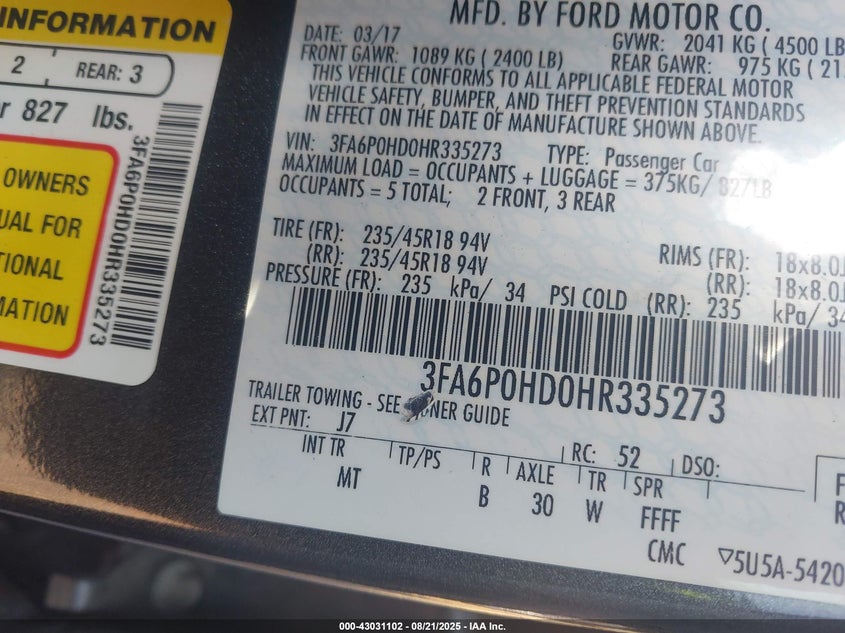 INFORMATION
2
REAR: 3
827 lbs.
3FA6P0HD0HR335273
OWNERS
FOR
MFD. BY FORD MOTOR CO.
DATE: 03/17
GVWR: 2041 KG ( 4500 LB
FRONT GAWR: 1089 KG ( 2400 LB)
REAR GAWR: 975 KG ( 21
THIS VEHICLE CONFORMS TO ALL APPLICABLE FEDERAL MOTOR
VEHICLE SAFETY, BUMPER, AND THEFT PREVENTION STANDARDS
IN EFFECT ON THE DATE OF MANUFACTURE SHOWN ABOVE.
VIN: 3FA6P0HD0HR335273 TYPE: Passenger Car
MAXIMUM LOAD = OCCUPANTS + LUGGAGE = 375KG/ 827LB
OCCUPANTS = 5 TOTAL; 2 FRONT, 3 REAR
TIRE (FR): 235/45R18 94V RIMS (FR): 18x8.0J
(RR): 235/45R18 94V (RR): 18x8.0J
PRESSURE (FR): 235 kPa/ 34 PSI COLD (RR): 235 kPa/ 34
3FA6P0HD0HR335273
TRAILER TOWING - SEE OWNER GUIDE
EXT PNT: J7 RC: 52 DSO:
INT TR TP/PS R AXLE TR SPR
MT B 30 W FFFF
CMC ▽5U5A-5420
000-43031102 - 08/21/2025 - IAA Inc.